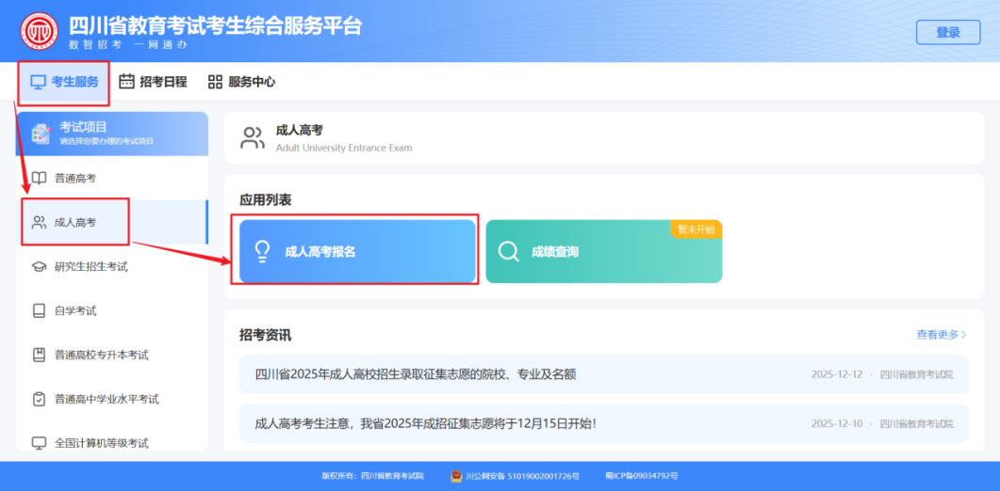 四川省教育考试考生综合服务平台
数智招考 一网通办
登录
考生服务 招考日程 服务中心
考试项目
请选择您要办理的考试项目
普通高考
成人高考
研究生招生考试
自学考试
普通高校专升本考试
普通高中学业水平考试
全国计算机等级考试
成人高考
Adult University Entrance Exam
应用列表
成人高考报名
成绩查询
暂未开始
招考资讯
查看更多
四川省2025年成人高校招生录取征集志愿的院校、专业及名额
2025-12-12 · 四川省教育考试院
成人高考考生注意，我省2025年成招征集志愿将于12月15日开始！
2025-12-10 · 四川省教育考试院
版权所有：四川省教育考试院 川公网安备 51019002001726号 蜀ICP备09034792号